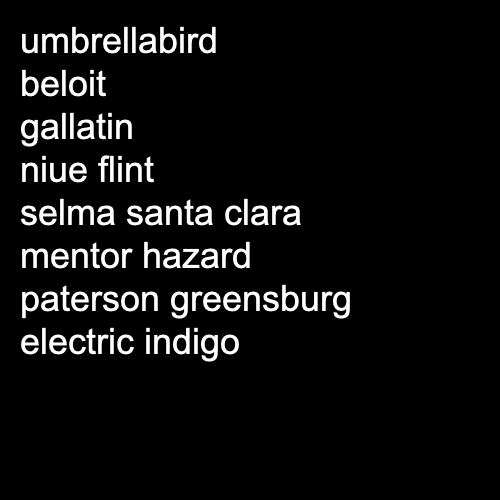 umbrellabird
beloit
gallatin
niue flint
selma santa clara
mentor hazard
paterson greensburg
electric indigo